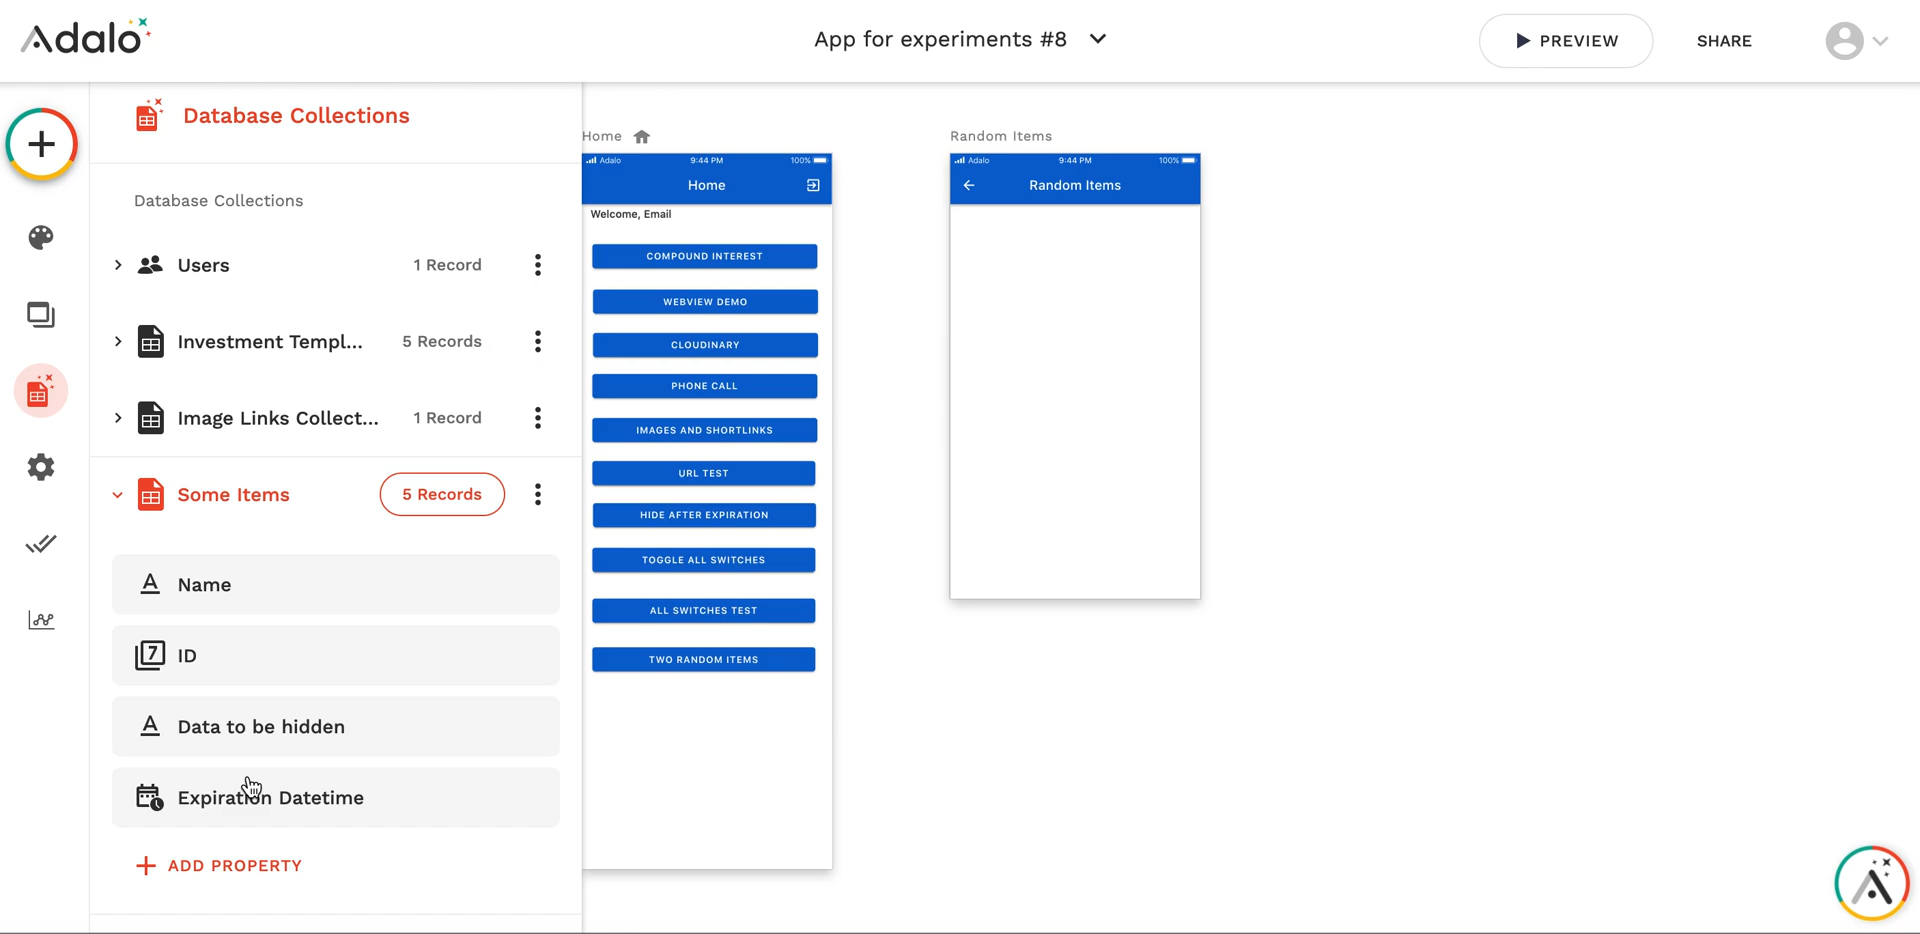 Adalo
App for experiments #8
PREVIEW
SHARE
Database Collections
Database Collections
Users
1 Record
Investment Templ...
5 Records
Image Links Collect...
1 Record
Some Items
5 Records
Name
7
ID
Data to be hidden
Expiration Datetime
ADD PROPERTY
Home
Adalo
9:44 PM
100%
Home
Welcome, Email
COMPOUND INTEREST
WEBVIEW DEMO
CLOUDINARY
PHONE CALL
IMAGES AND SHORTLINKS
URL TEST
HIDE AFTER EXPIRATION
TOGGLE ALL SWITCHES
ALL SWITCHES TEST
TWO RANDOM ITEMS
Random Items
Adalo
9:44 PM
100%
Random Items